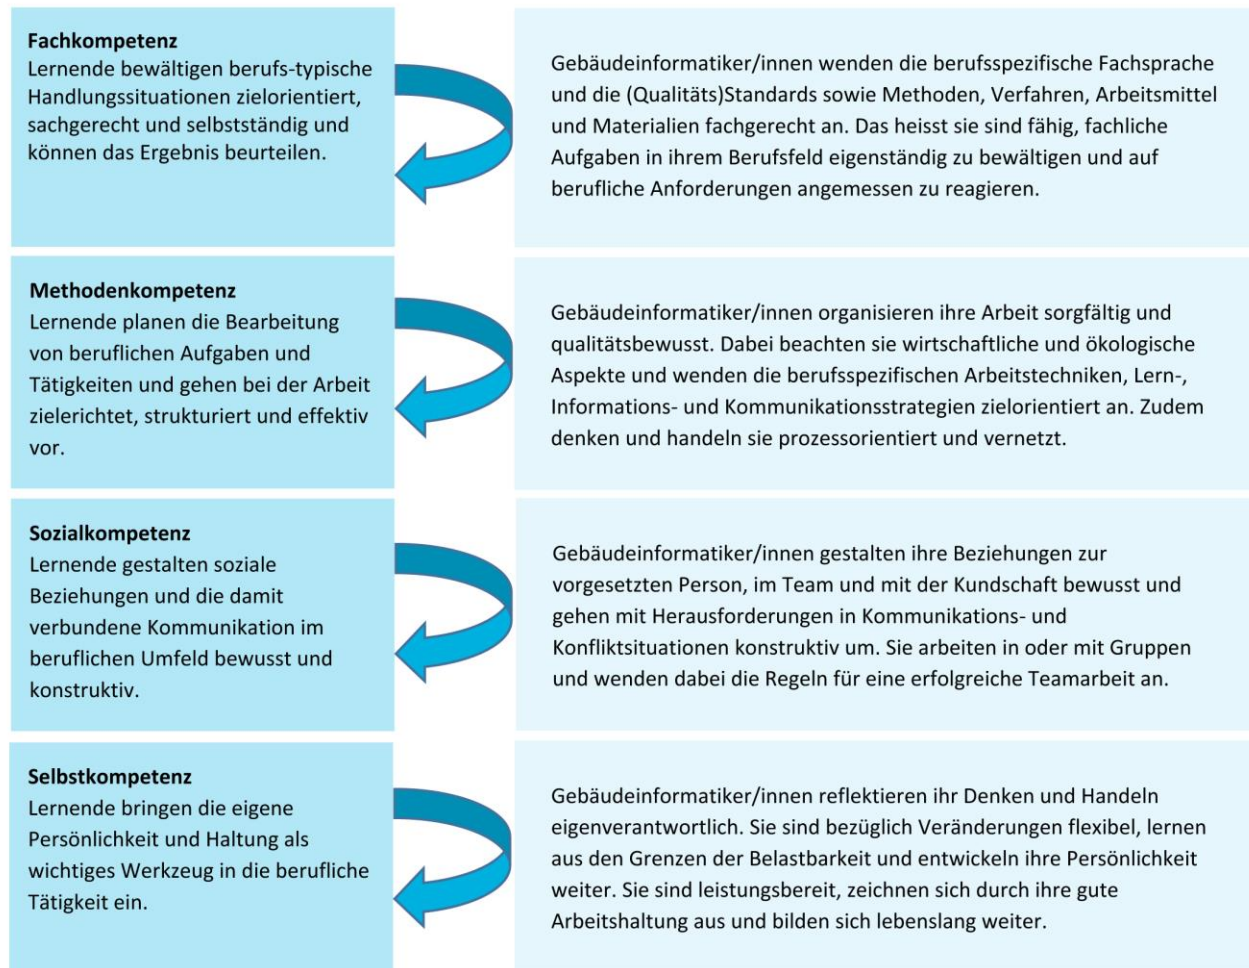 Fachkompetenz
Lernende bewältigen berufs-typische
Handlungssituationen zielorientiert,
sachgerecht und selbstständig und
können das Ergebnis beurteilen.
Gebäudeinformatiker/innen wenden die berufsspezifische Fachsprache
und die (Qualitäts)Standards sowie Methoden, Verfahren, Arbeitsmittel
und Materialien fachgerecht an. Das heisst sie sind fähig, fachliche
Aufgaben in ihrem Berufsfeld eigenständig zu bewältigen und auf
berufliche Anforderungen angemessen zu reagieren.
Methodenkompetenz
Lernende planen die Bearbeitung
von beruflichen Aufgaben und
Tätigkeiten und gehen bei der Arbeit
zielerichtet, strukturiert und effektiv
vor.
Gebäudeinformatiker/innen organisieren ihre Arbeit sorgfältig und
qualitätsbewusst. Dabei beachten sie wirtschaftliche und ökologische
Aspekte und wenden die berufsspezifischen Arbeitstechniken, Lern-,
Informations- und Kommunikationsstrategien zielorientiert an. Zudem
denken und handeln sie prozessorientiert und vernetzt.
Sozialkompetenz
Lernende gestalten soziale
Beziehungen und die damit
verbundene Kommunikation im
beruflichen Umfeld bewusst und
konstruktiv.
Gebäudeinformatiker/innen gestalten ihre Beziehungen zur
vorgesetzten Person, im Team und mit der Kundschaft bewusst und
gehen mit Herausforderungen in Kommunikations- und
Konfliktsituationen konstruktiv um. Sie arbeiten in oder mit Gruppen
und wenden dabei die Regeln für eine erfolgreiche Teamarbeit an.
Selbstkompetenz
Lernende bringen die eigene
Persönlichkeit und Haltung als
wichtiges Werkzeug in die berufliche
Tätigkeit ein.
Gebäudeinformatiker/innen reflektieren ihr Denken und Handeln
eigenverantwortlich. Sie sind bezüglich Veränderungen flexibel, lernen
aus den Grenzen der Belastbarkeit und entwickeln ihre Persönlichkeit
weiter. Sie sind leistungsbereit, zeichnen sich durch ihre gute
Arbeitshaltung aus und bilden sich lebenslang weiter.